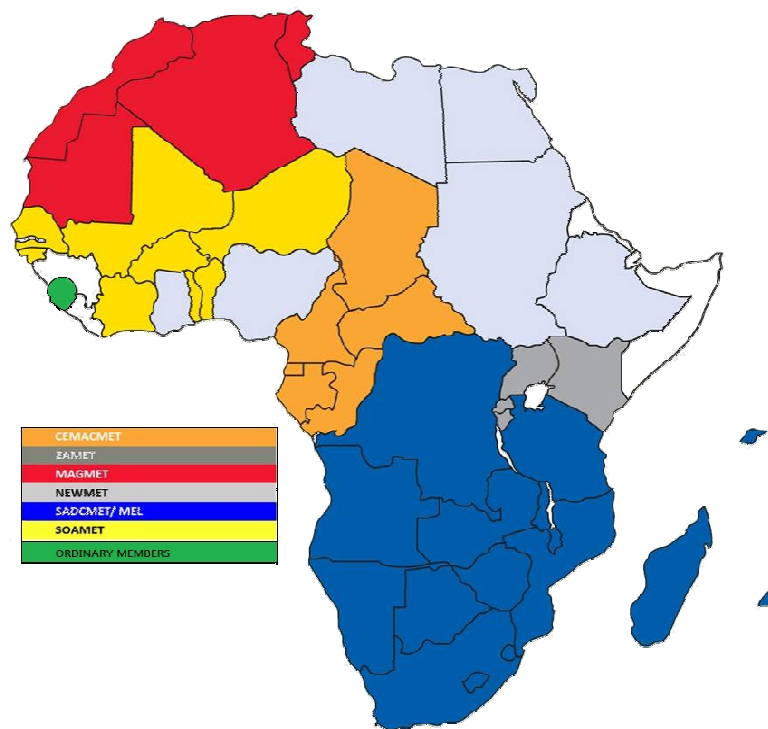 CEMACMET
EAMET
MAGMET
NEWMET
SADCMET/ MEL
SOAMET
ORDINARY MEMBERS